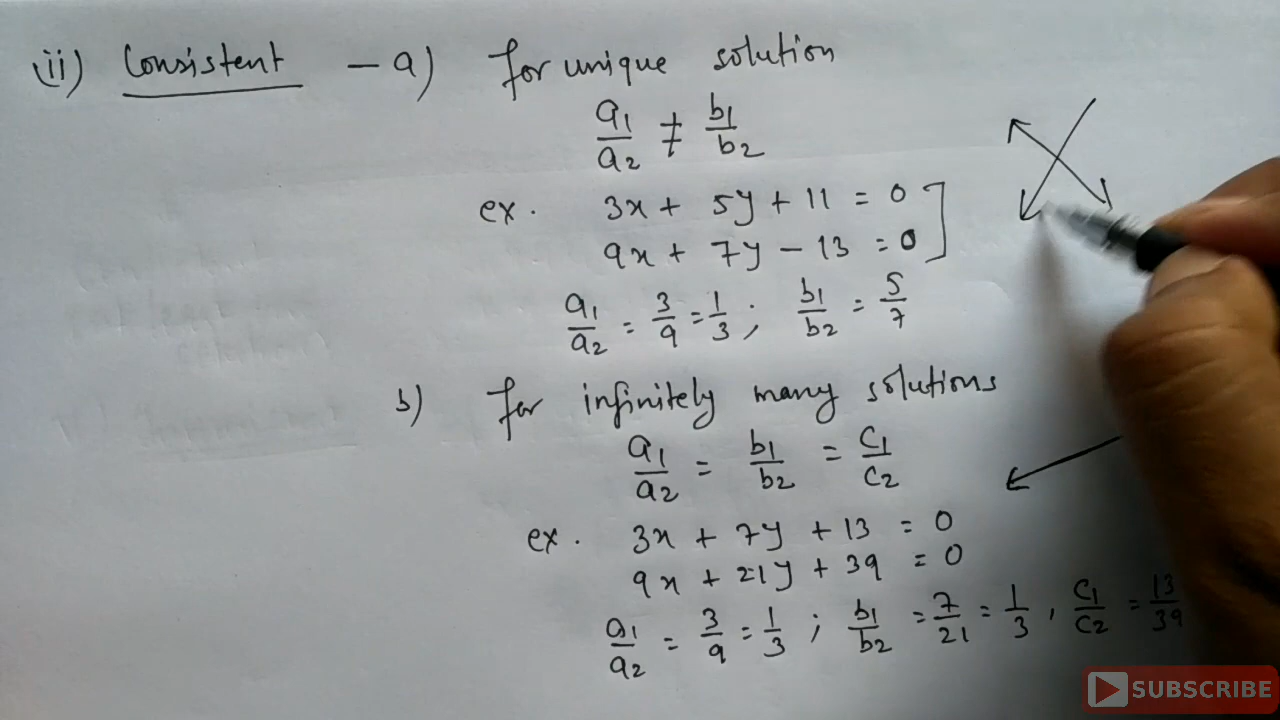 (ii) Consistent - a) for unique solution
a1/a2 ≠ b1/b2
ex. 3x + 5y + 11 = 0
9x + 7y - 13 = 0
a1/a2 = 3/9 = 1/3 ; b1/b2 = 5/7
b) for infinitely many solutions
a1/a2 = b1/b2 = c1/c2
ex. 3x + 7y + 13 = 0
9x + 21y + 39 = 0
a1/a2 = 3/9 = 1/3 ; b1/b2 = 7/21 = 1/3 , c1/c2 = 13/39
SUBSCRIBE